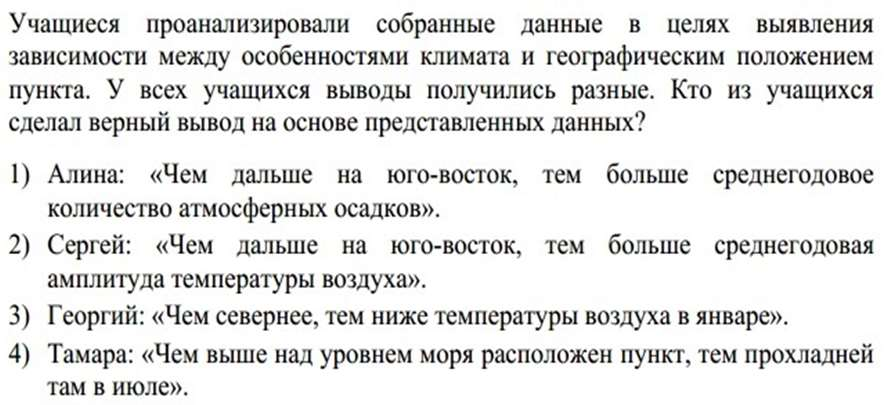 Учащиеся проанализировали собранные данные в целях выявления
зависимости между особенностями климата и географическим положением
пункта. У всех учащихся выводы получились разные. Кто из учащихся
сделал верный вывод на основе представленных данных?
1) Алина: «Чем дальше на юго-восток, тем больше среднегодовое
количество атмосферных осадков».
2) Сергей: «Чем дальше на юго-восток, тем больше среднегодовая
амплитуда температуры воздуха».
3) Георгий: «Чем севернее, тем ниже температуры воздуха в январе».
4) Тамара: «Чем выше над уровнем моря расположен пункт, тем прохладней
там в июле».